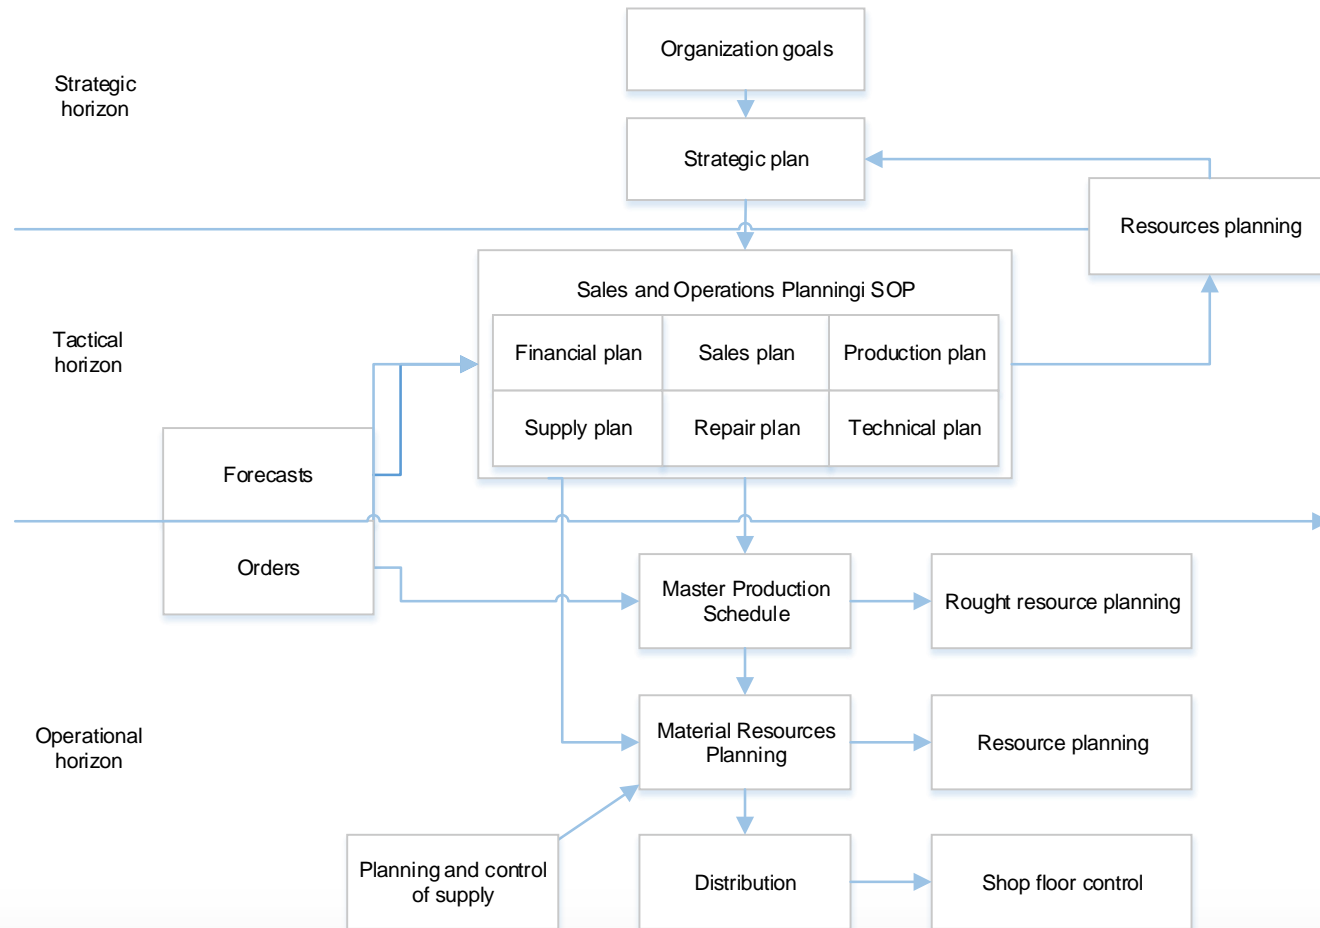 Organization goals
Strategic
horizon
Strategic plan
Resources planning
Sales and Operations Planningi SOP
Tactical
horizon
Financial plan
Sales plan
Production plan
Supply plan
Repair plan
Technical plan
Forecasts
Orders
Master Production
Schedule
Rought resource planning
Operational
horizon
Material Resources
Planning
Resource planning
Planning and control
of supply
Distribution
Shop floor control